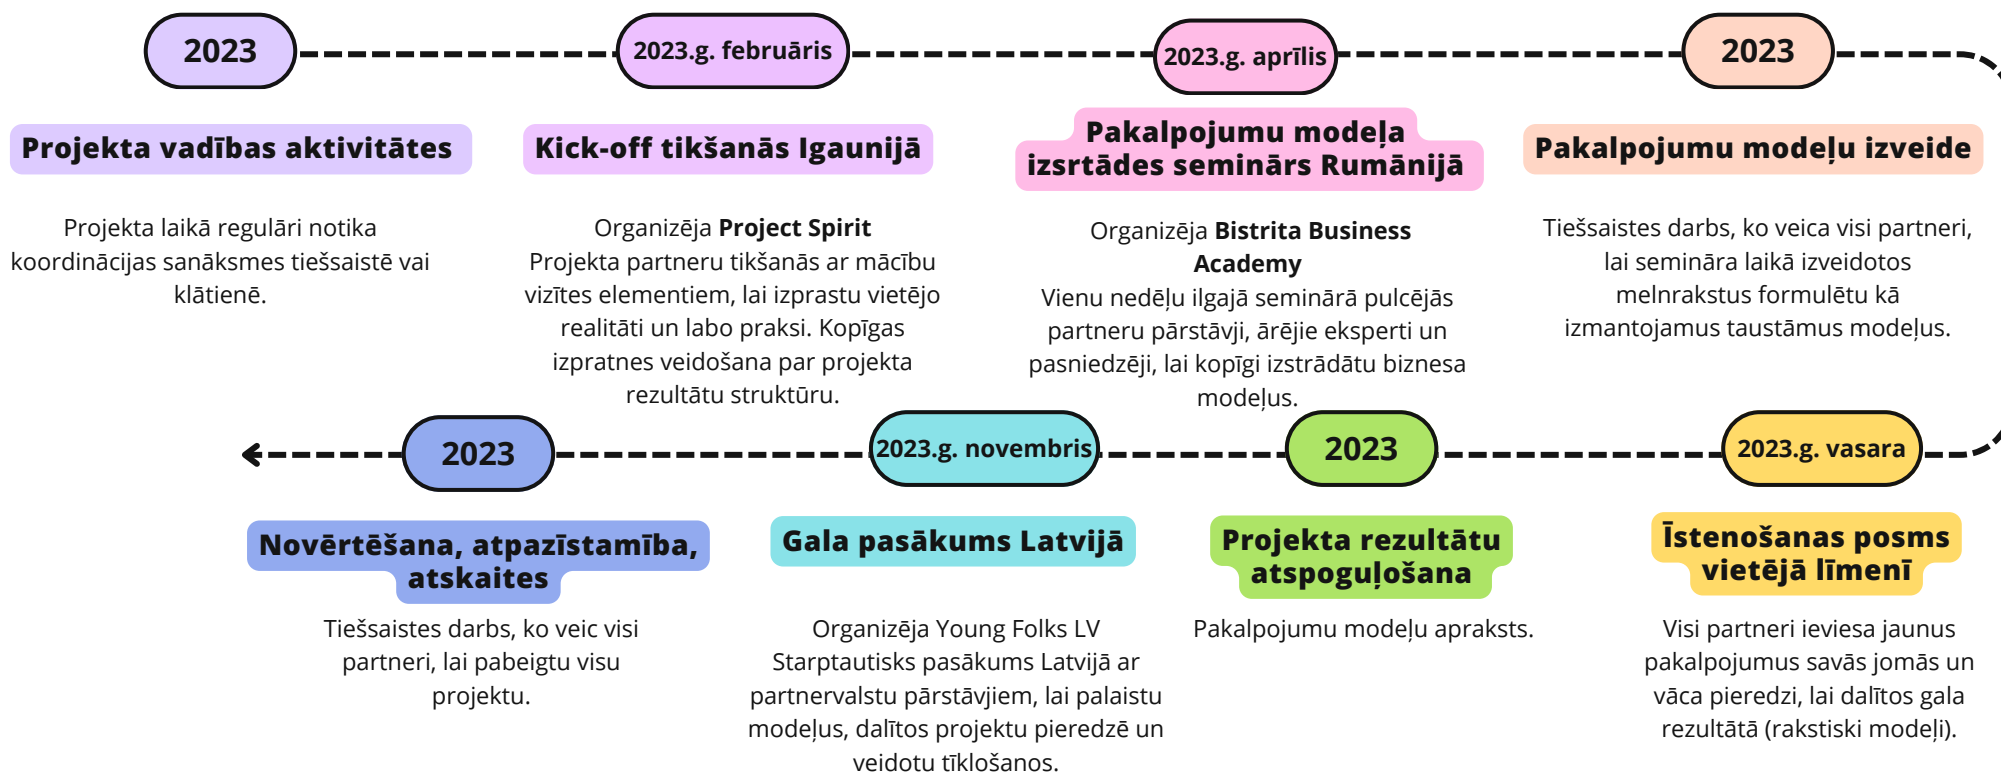 2023
Projekta vadības aktivitātes
Projekta laikā regulāri notika
koordinācijas sanāksmes tiešsaistē vai
klātienē.
2023.g. februāris
Kick-off tikšanās Igaunijā
Organizēja Project Spirit
Projekta partneru tikšanās ar mācību
vizītes elementiem, lai izprastu vietējo
realitāti un labo praksi. Kopīgas
izpratnes veidošana par projekta
rezultātu struktūru.
2023.g. aprīlis
Pakalpojumu modeļa
izsrtādes seminārs Rumānijā
Organizēja Bistrita Business
Academy
Vienu nedēļu ilgajā seminārā pulcējās
partneru pārstāvji, ārējie eksperti un
pasniedzēji, lai kopīgi izstrādātu biznesa
modeļus.
2023
Pakalpojumu modeļu izveide
Tiešsaistes darbs, ko veica visi partneri,
lai semināra laikā izveidotos
melnrakstus formulētu kā
izmantojamus taustāmus modeļus.
2023.g. vasara
Īstenošanas posms
vietējā līmenī
Visi partneri ieviesa jaunus
pakalpojumus savās jomās un
vāca pieredzi, lai dalītos gala
rezultātā (rakstiski modeļi).
2023
Projekta rezultātu
atspoguļošana
Pakalpojumu modeļu apraksts.
2023.g. novembris
Gala pasākums Latvijā
Organizēja Young Folks LV
Starptautisks pasākums Latvijā ar
partnervalstu pārstāvjiem, lai palaistu
modeļus, dalītos projektu pieredzē un
veidotu tīklošanos.
2023
Novērtēšana, atpazīstamība,
atskaites
Tiešsaistes darbs, ko veic visi
partneri, lai pabeigtu visu
projektu.